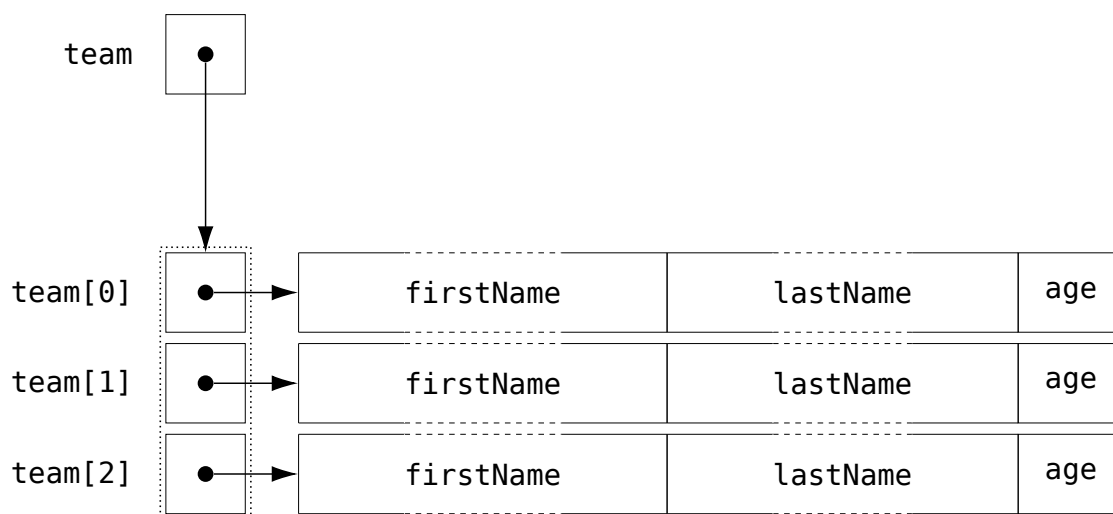 team
team[0] firstName lastName age
team[1] firstName lastName age
team[2] firstName lastName age